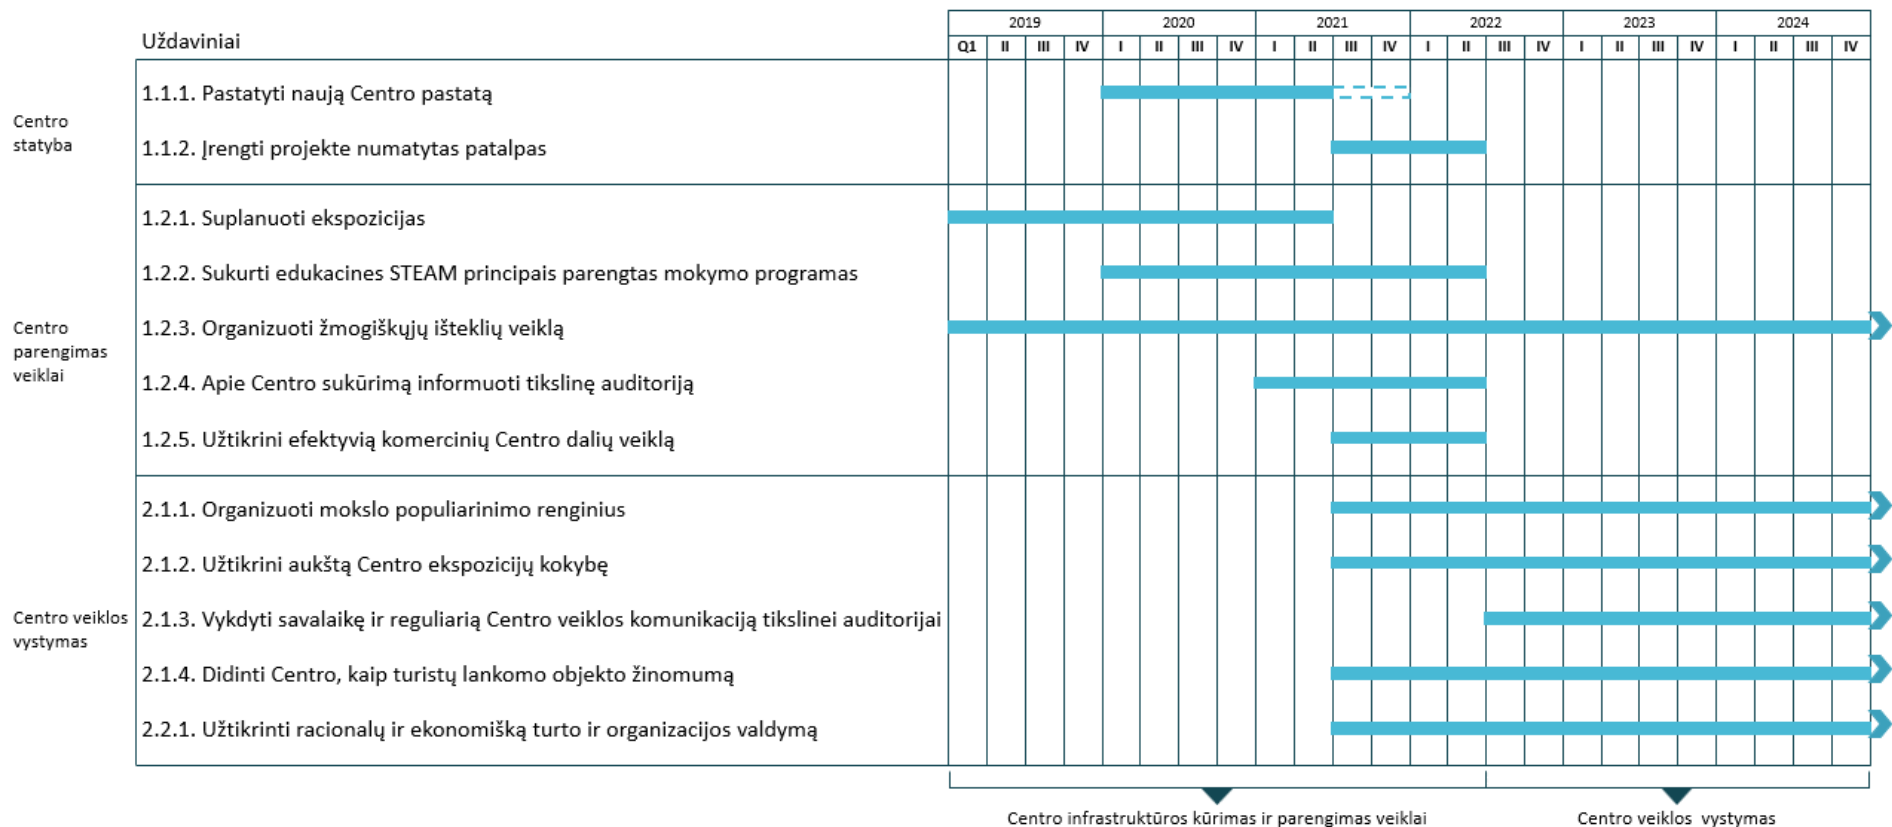 2019 2020 2021 2022 2023 2024
Uždaviniai
Q1 II III IV I II III IV I II III IV I II III IV I II III IV I II III IV
1.1.1. Pastatyti naują Centro pastatą
Centro
statyba
1.1.2. Įrengti projekte numatytas patalpas
1.2.1. Suplanuoti ekspozicijas
1.2.2. Sukurti edukacines STEAM principais parengtas mokymo programas
Centro
parengimas
veiklai
1.2.3. Organizuoti žmogiškųjų išteklių veiklą
1.2.4. Apie Centro sukūrimą informuoti tikslinę auditoriją
1.2.5. Užtikrini efektyvią komercinių Centro dalių veiklą
2.1.1. Organizuoti mokslo populiarinimo renginius
2.1.2. Užtikrini aukštą Centro ekspozicijų kokybę
Centro veiklos
vystymas
2.1.3. Vykdyti savalaikę ir reguliarią Centro veiklos komunikaciją tikslinei auditorijai
2.1.4. Didinti Centro, kaip turistų lankomo objekto žinomumą
2.2.1. Užtikrinti racionalų ir ekonomišką turto ir organizacijos valdymą
Centro infrastruktūros kūrimas ir parengimas veiklai
Centro veiklos vystymas